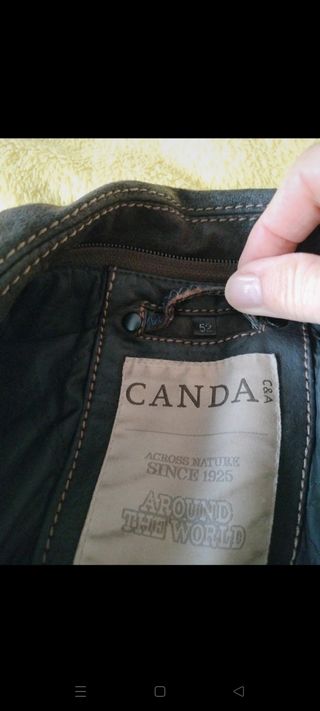 52
CANDA
C&A
ACROSS NATURE
SINCE 1925
AROUND
THE WORLD